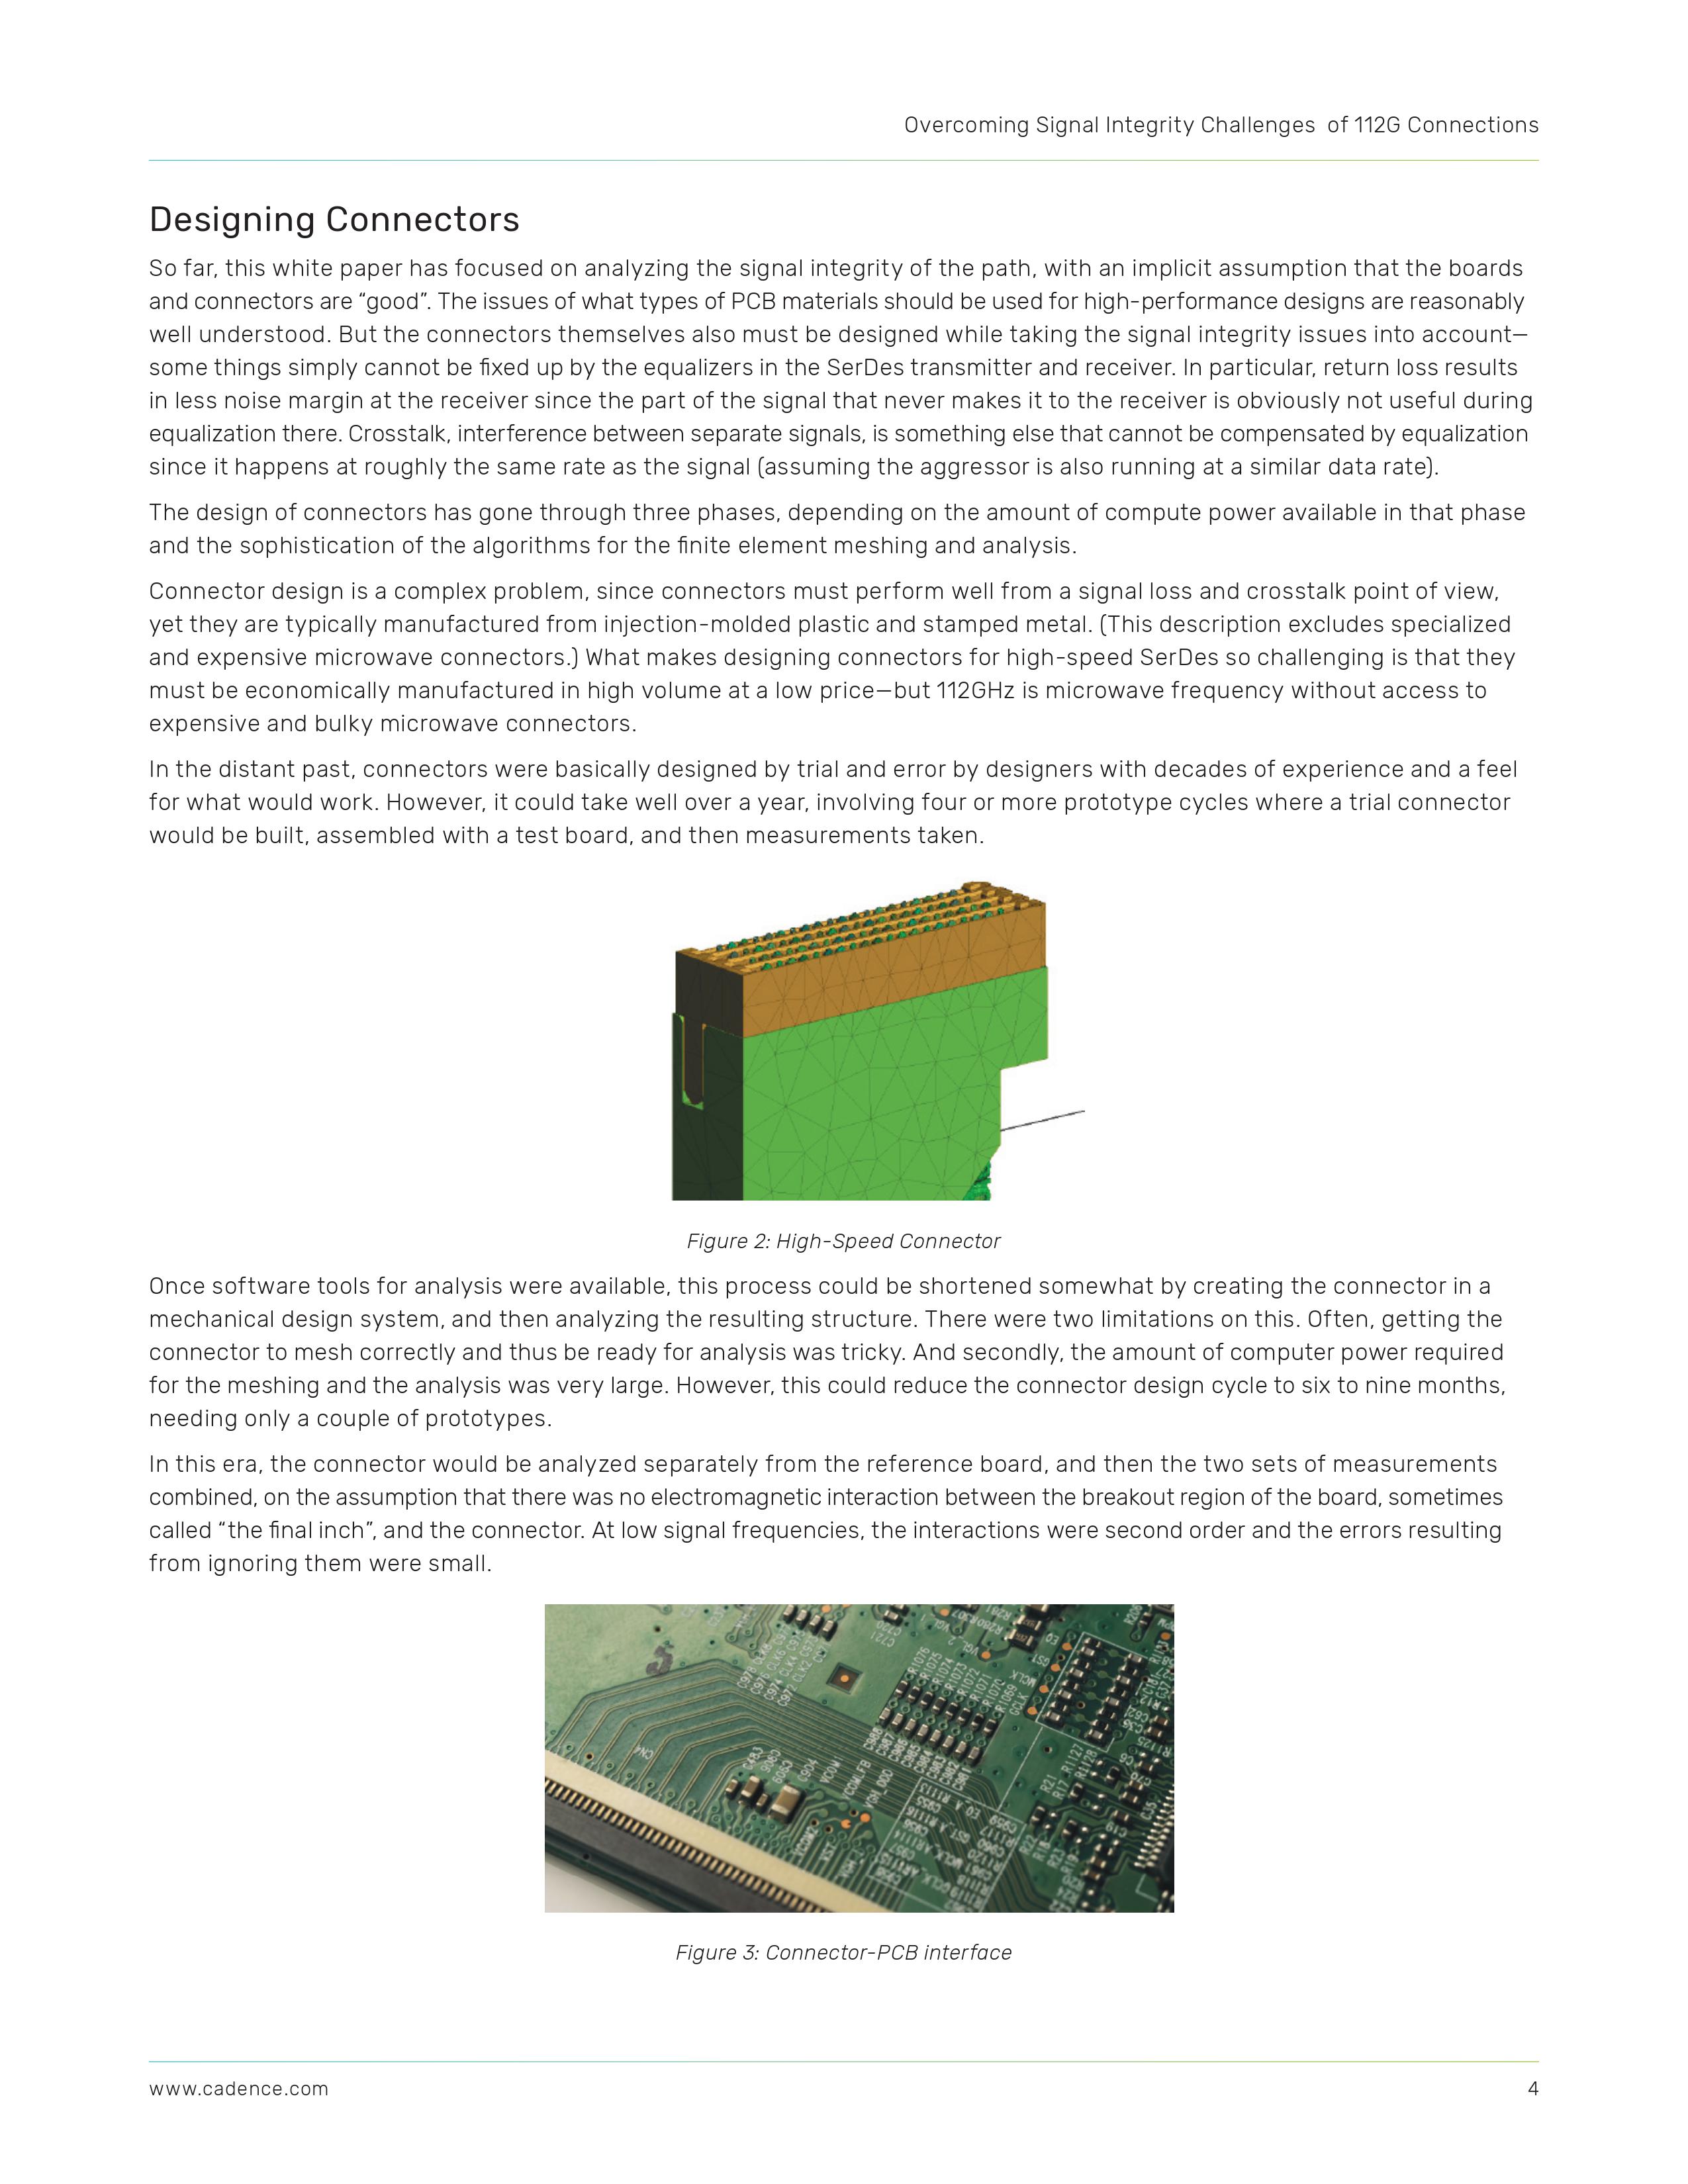 Overcoming Signal Integrity Challenges of 112G Connections
Designing Connectors
So far, this white paper has focused on analyzing the signal integrity of the path, with an implicit assumption that the boards
and connectors are “good”. The issues of what types of PCB materials should be used for high-performance designs are reasonably
well understood. But the connectors themselves also must be designed while taking the signal integrity issues into account—
some things simply cannot be fixed up by the equalizers in the SerDes transmitter and receiver. In particular, return loss results
in less noise margin at the receiver since the part of the signal that never makes it to the receiver is obviously not useful during
equalization there. Crosstalk, interference between separate signals, is something else that cannot be compensated by equalization
since it happens at roughly the same rate as the signal (assuming the aggressor is also running at a similar data rate).
The design of connectors has gone through three phases, depending on the amount of compute power available in that phase
and the sophistication of the algorithms for the finite element meshing and analysis.
Connector design is a complex problem, since connectors must perform well from a signal loss and crosstalk point of view,
yet they are typically manufactured from injection-molded plastic and stamped metal. (This description excludes specialized
and expensive microwave connectors.) What makes designing connectors for high-speed SerDes so challenging is that they
must be economically manufactured in high volume at a low price—but 112GHz is microwave frequency without access to
expensive and bulky microwave connectors.
In the distant past, connectors were basically designed by trial and error by designers with decades of experience and a feel
for what would work. However, it could take well over a year, involving four or more prototype cycles where a trial connector
would be built, assembled with a test board, and then measurements taken.
Figure 2: High-Speed Connector
Once software tools for analysis were available, this process could be shortened somewhat by creating the connector in a
mechanical design system, and then analyzing the resulting structure. There were two limitations on this. Often, getting the
connector to mesh correctly and thus be ready for analysis was tricky. And secondly, the amount of computer power required
for the meshing and the analysis was very large. However, this could reduce the connector design cycle to six to nine months,
needing only a couple of prototypes.
In this era, the connector would be analyzed separately from the reference board, and then the two sets of measurements
combined, on the assumption that there was no electromagnetic interaction between the breakout region of the board, sometimes
called “the final inch”, and the connector. At low signal frequencies, the interactions were second order and the errors resulting
from ignoring them were small.
R1076
R1075
R1074
R1073
R1072
R1071
R1070
R1069
MCLK
GCLK
CN4
VCOM
Figure 3: Connector-PCB interface
www.cadence.com
4